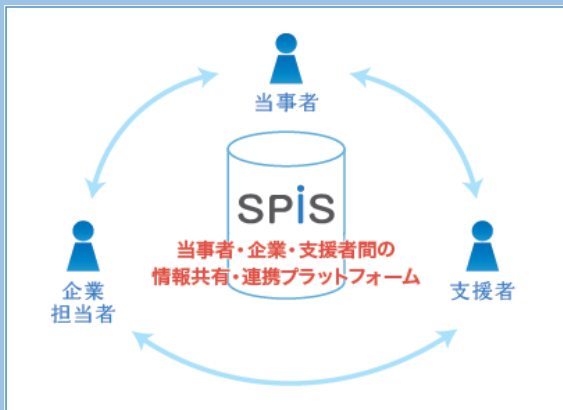 当事者
SPiS
当事者・企業・支援者間の
情報共有・連携プラットフォーム
企業
担当者
支援者